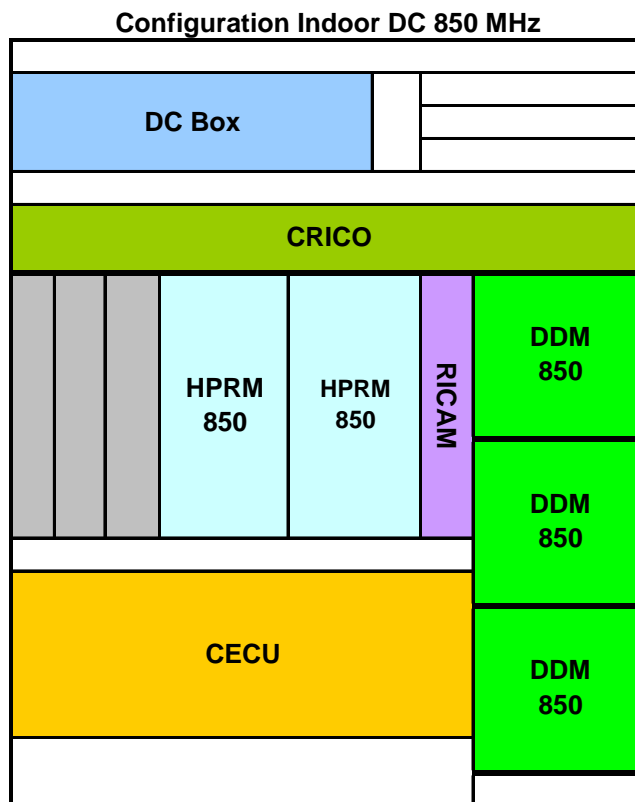 Configuration Indoor DC 850 MHz
DC Box
CRICO
HPRM
850
HPRM
850
RICAM
DDM
850
DDM
850
CECU
DDM
850